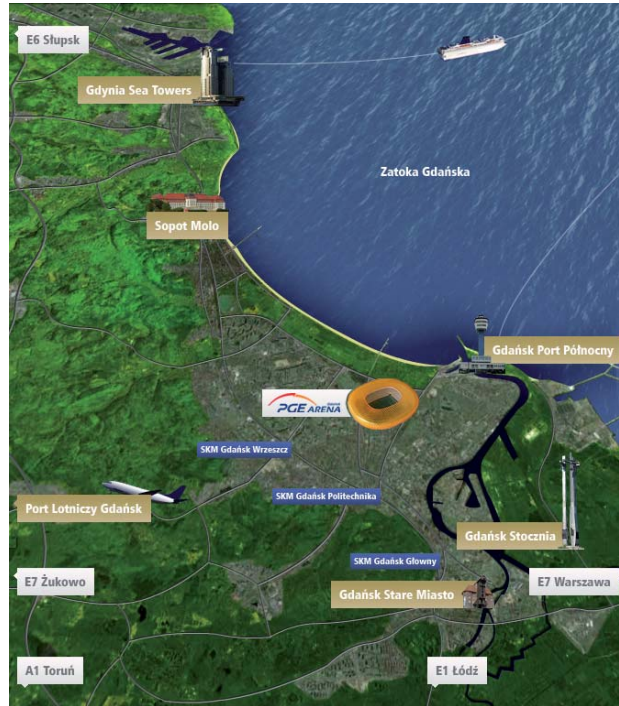 E6 Słupsk
Gdynia Sea Towers
Zatoka Gdańska
Sopot Molo
Gdańsk Port Północny
PGE ARENA
SKM Gdańsk Wrzeszcz
SKM Gdańsk Politechnika
Port Lotniczy Gdańsk
Gdańsk Stocznia
SKM Gdańsk Głowny
E7 Żukowo
E7 Warszawa
Gdańsk Stare Miasto
A1 Toruń
E1 Łódź